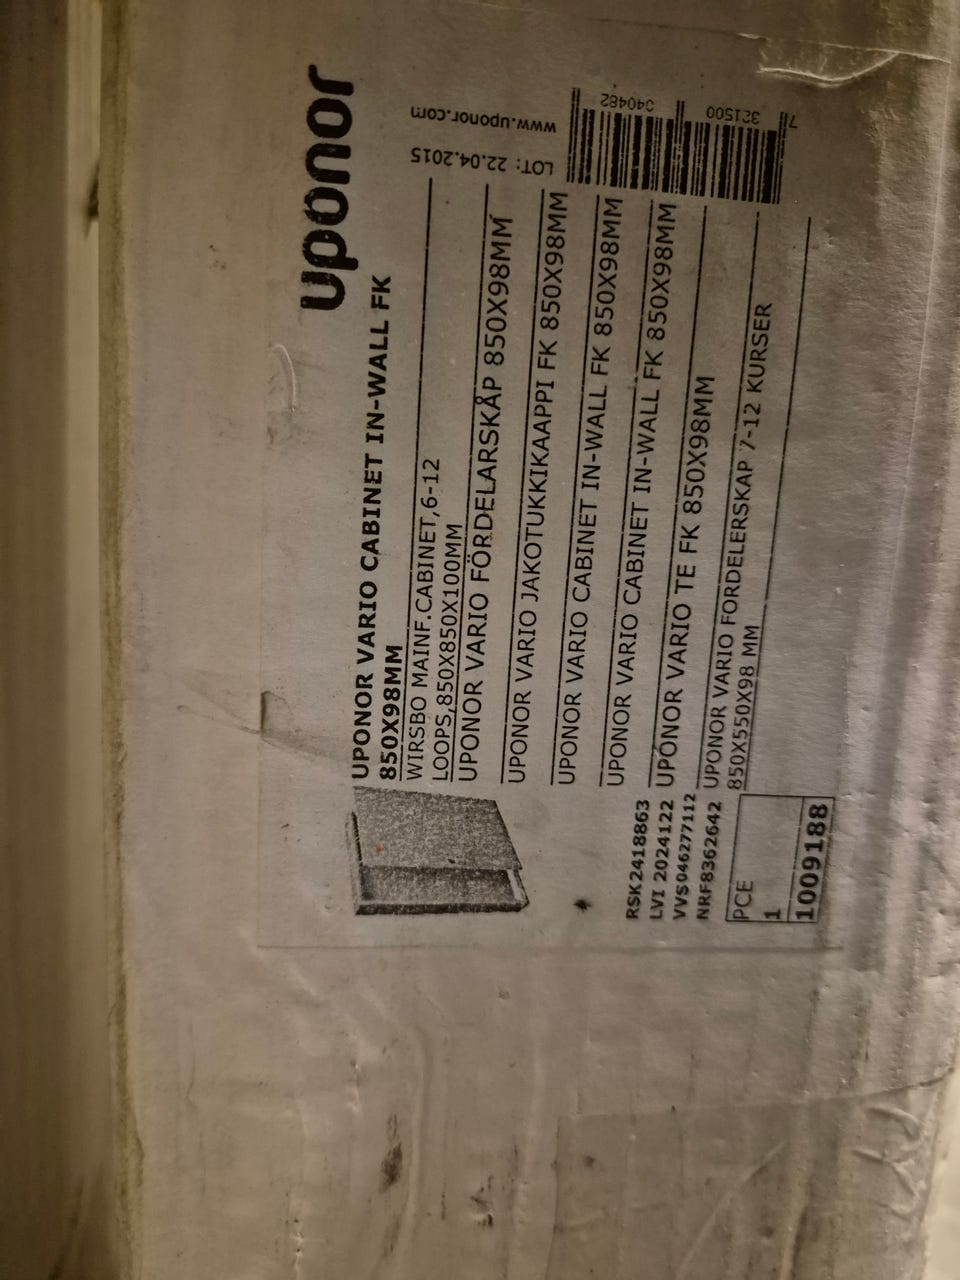 uponor
UPONOR VARIO CABINET IN-WALL FK
850X98MM
WIRSBO MAINF.CABINET,6-12
LOOPS,850X850X100MM
UPONOR VARIO FÖRDELARSKÅP 850X98MM
UPONOR VARIO JAKOTUKKIKAAPPI FK 850X98MM
UPONOR VARIO CABINET IN-WALL FK 850X98MM
UPONOR VARIO CABINET IN-WALL FK 850X98MM
UPONOR VARIO TE FK 850X98MM
UPONOR VARIO FORDELERSKAP 7-12 KURSER
850X550X98 MM
RSK2418863
LVI 2024122
VVS046277112
NRF8362642
PCE
1
1009188
www.uponor.com
LOT: 22.04.2015
7 321500 040482